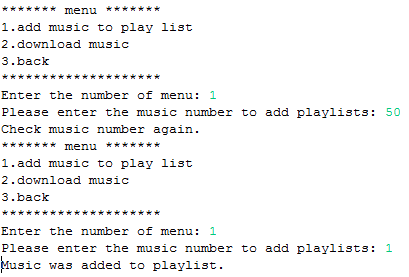 ******* menu *******
1.add music to play list
2.download music
3.back
********************
Enter the number of menu: 1
Please enter the music number to add playlists: 50
Check music number again.
******* menu *******
1.add music to play list
2.download music
3.back
********************
Enter the number of menu: 1
Please enter the music number to add playlists: 1
Music was added to playlist.